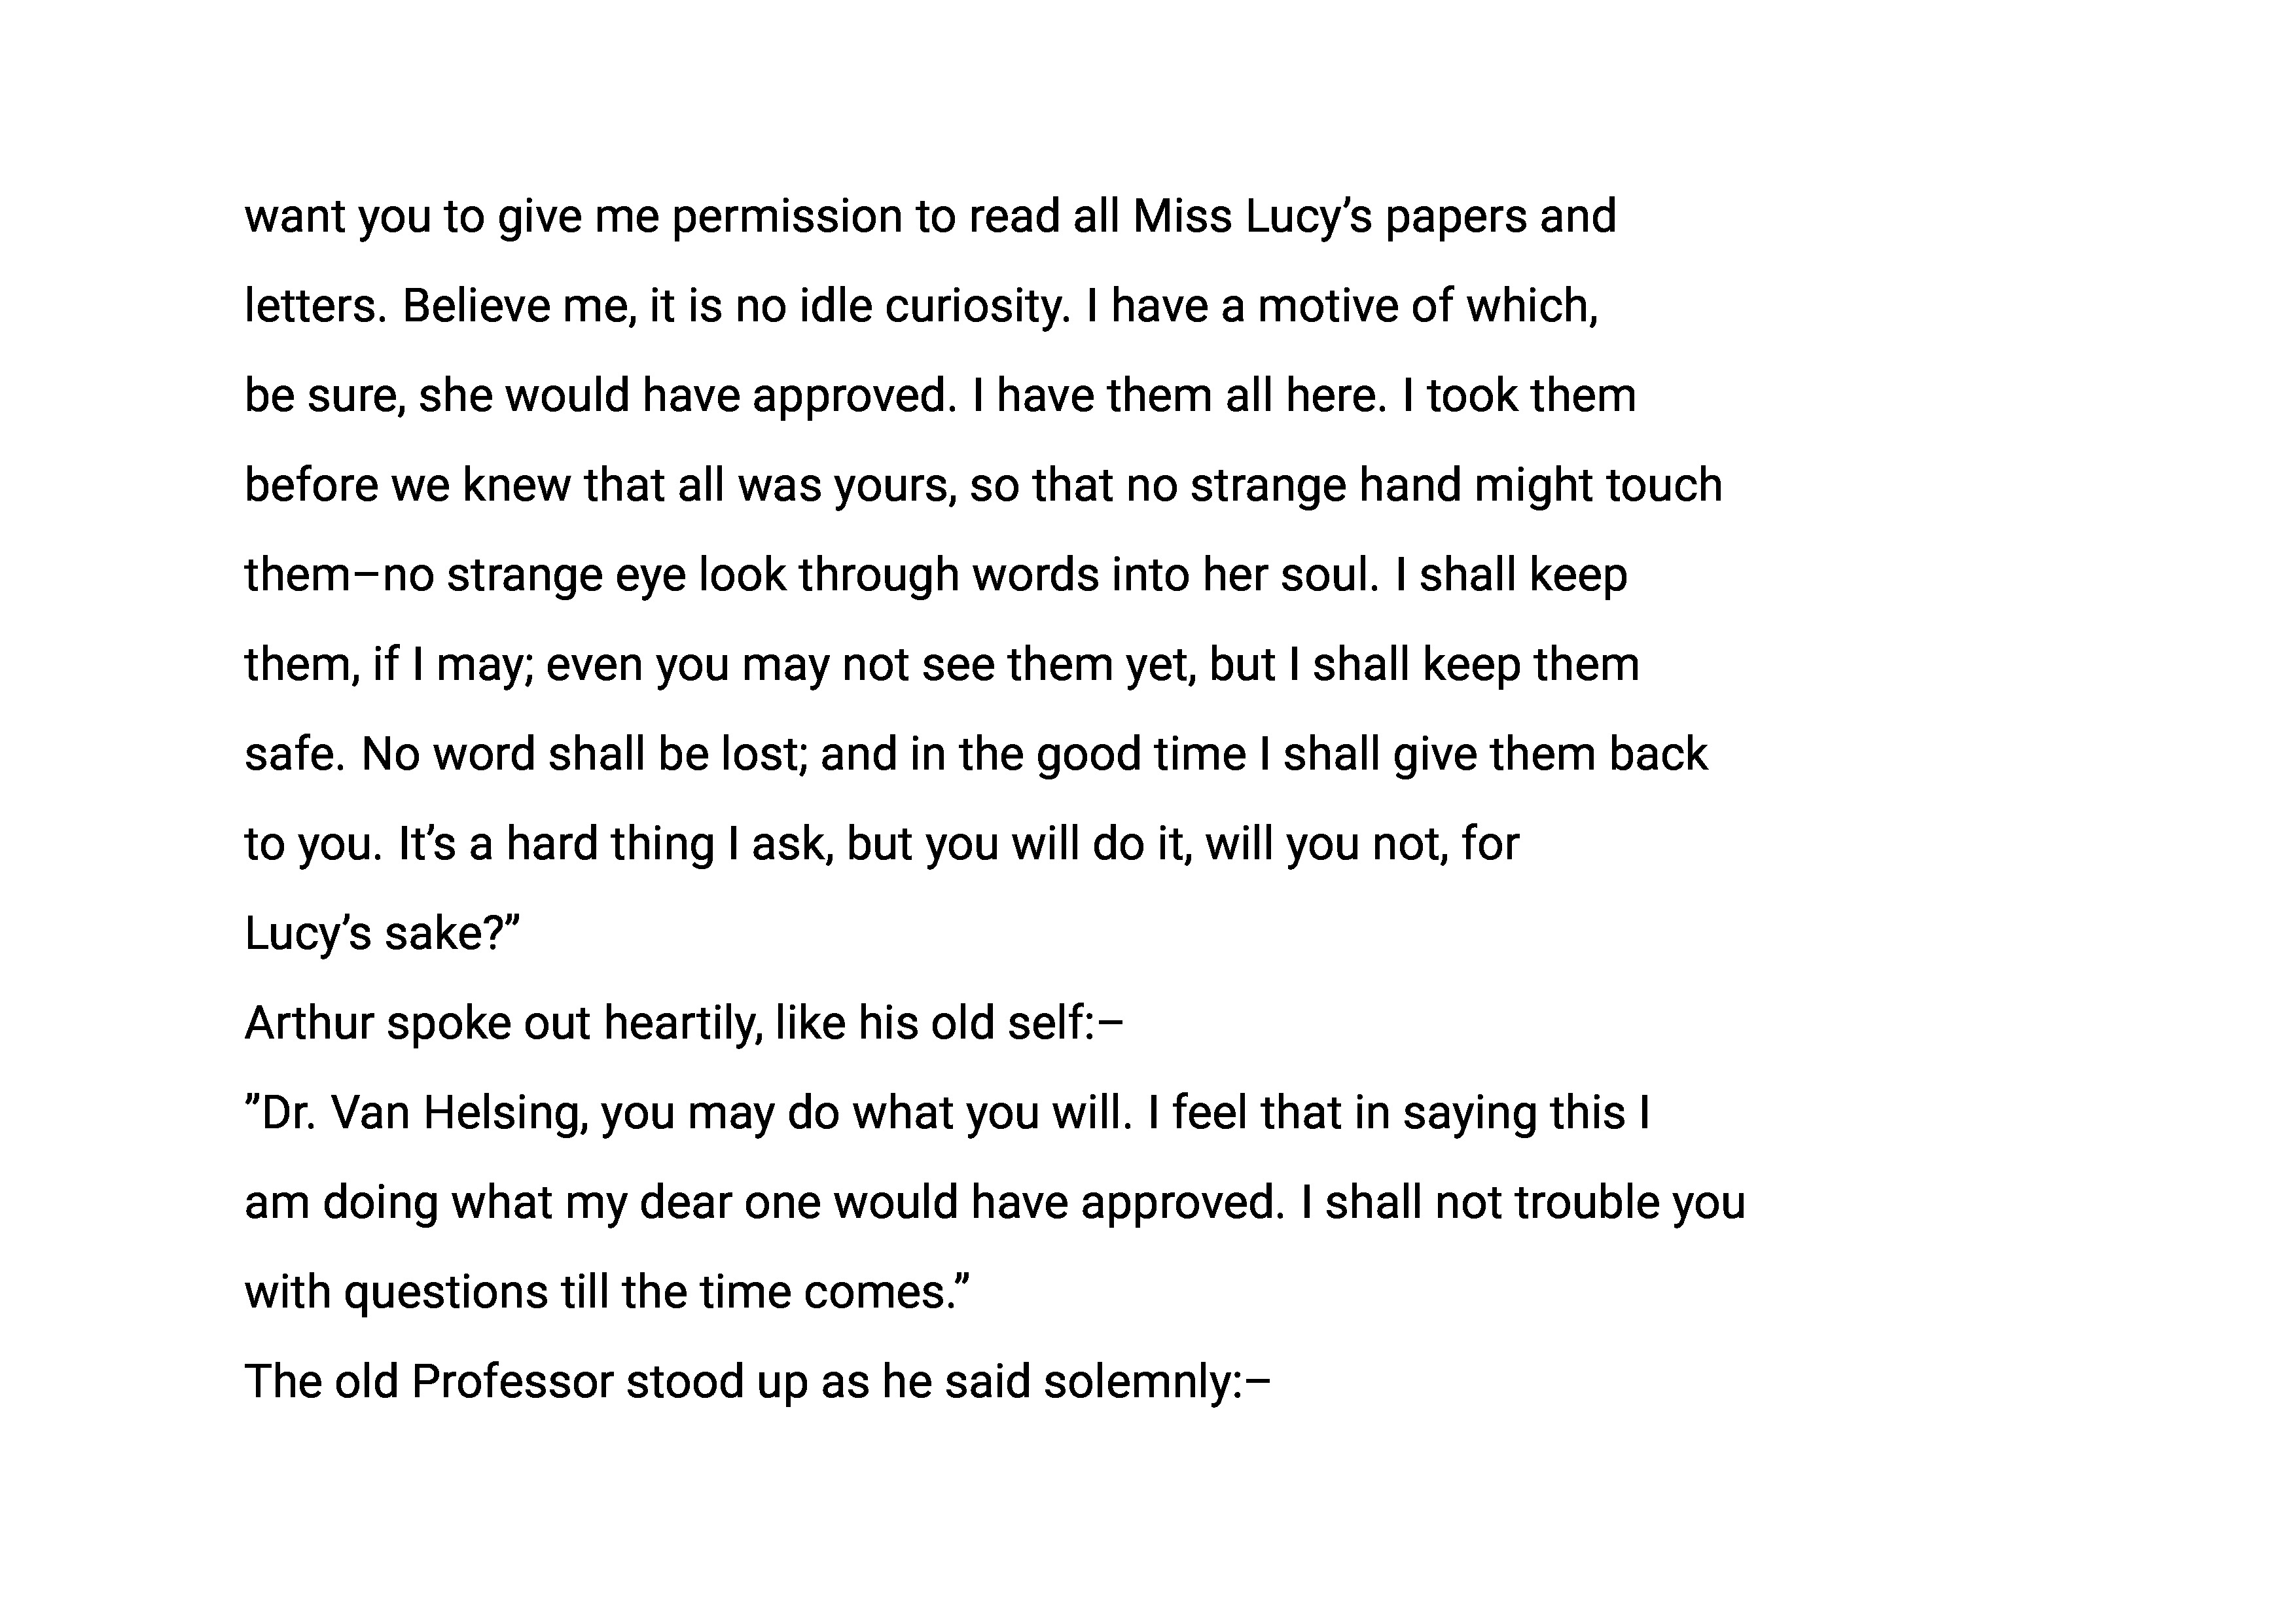 want you to give me permission to read all Miss Lucy’s papers and
letters. Believe me, it is no idle curiosity. I have a motive of which,
be sure, she would have approved. I have them all here. I took them
before we knew that all was yours, so that no strange hand might touch
them–no strange eye look through words into her soul. I shall keep
them, if I may; even you may not see them yet, but I shall keep them
safe. No word shall be lost; and in the good time I shall give them back
to you. It’s a hard thing I ask, but you will do it, will you not, for
Lucy’s sake?”
Arthur spoke out heartily, like his old self:–
”Dr. Van Helsing, you may do what you will. I feel that in saying this I
am doing what my dear one would have approved. I shall not trouble you
with questions till the time comes.”
The old Professor stood up as he said solemnly:–